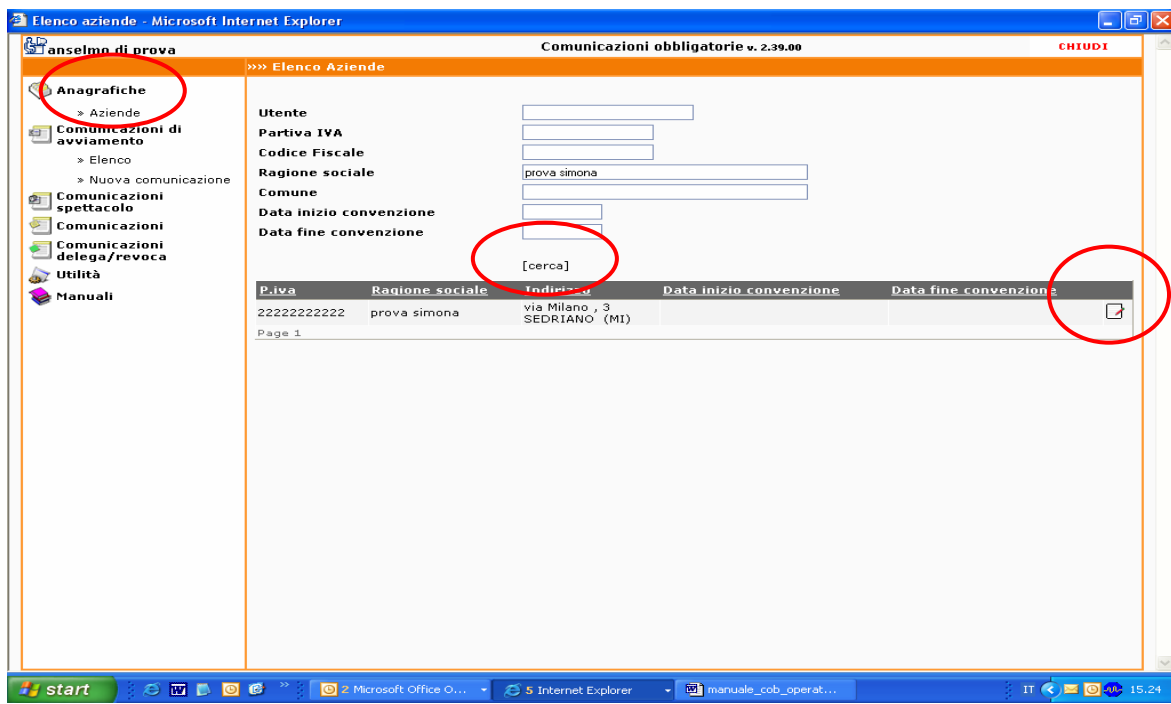 Elenco aziende - Microsoft Internet Explorer
anselmo di prova
Comunicazioni obbligatorie v. 2.39.00
CHIUDI
»»» Elenco Aziende
Anagrafiche
» Aziende
Comunicazioni di
avviamento
» Elenco
» Nuova comunicazione
Comunicazioni
spettacolo
Comunicazioni
Comunicazioni
delega/revoca
Utilità
Manuali
Utente
Partiva IVA
Codice Fiscale
Ragione sociale
prova simona
Comune
Data inizio convenzione
Data fine convenzione
[cerca]
P.iva Ragione sociale Indirizzo Data inizio convenzione Data fine convenzione
22222222222 prova simona via Milano , 3
SEDRIANO (MI)
Page 1
start
2 Microsoft Office O...
5 Internet Explorer
manuale_cob_operat...
IT
15.24